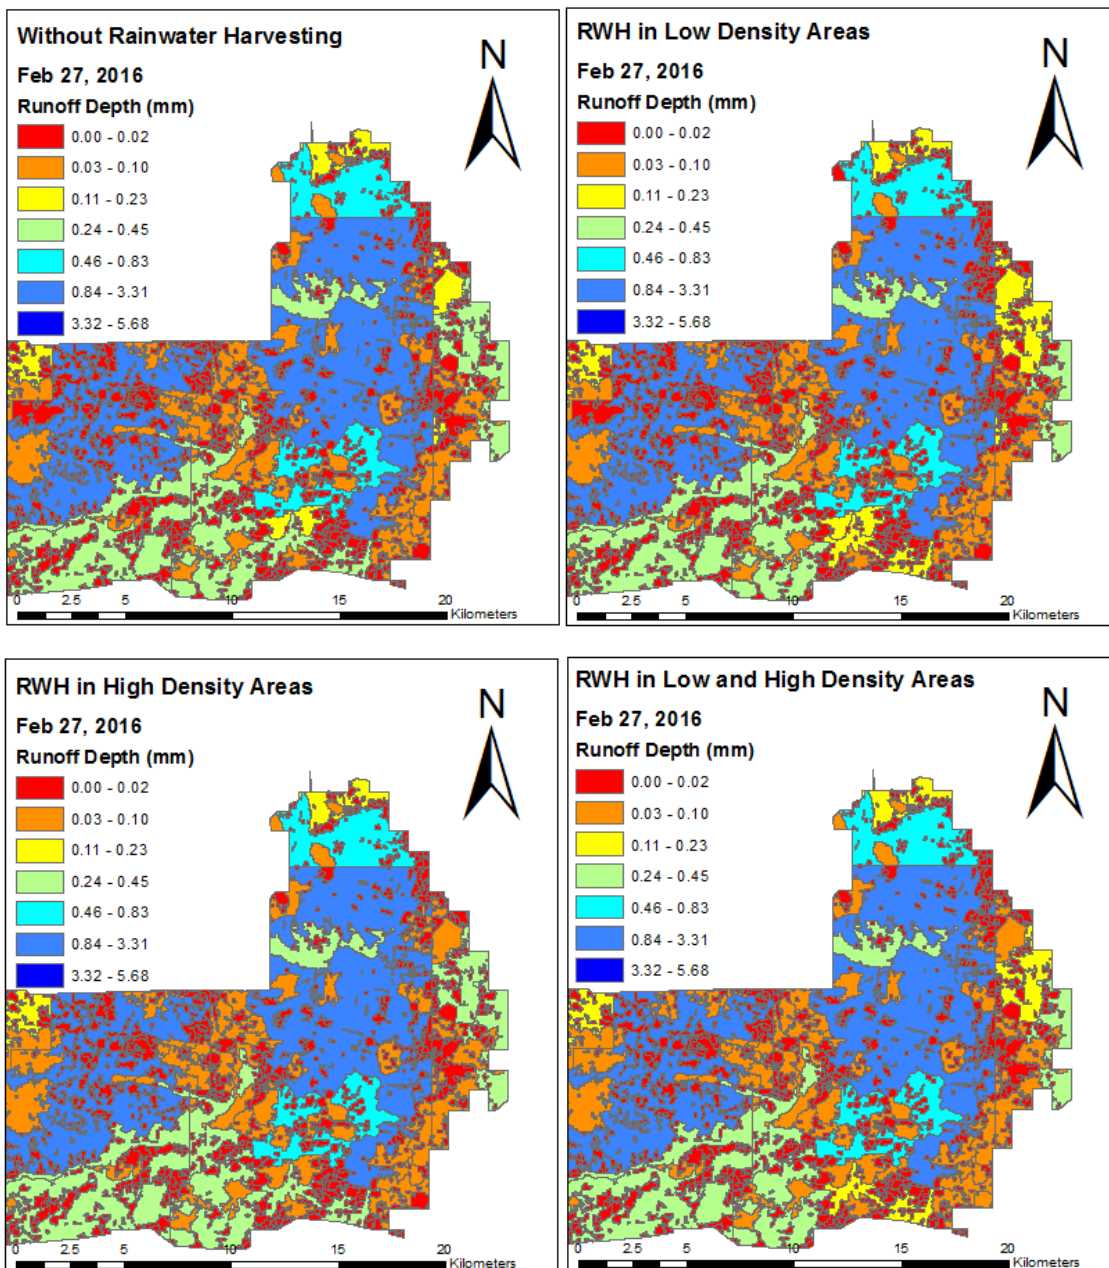 Without Rainwater Harvesting
N
Feb 27, 2016
Runoff Depth (mm)
0.00 - 0.02
0.03 - 0.10
0.11 - 0.23
0.24 - 0.45
0.46 - 0.83
0.84 - 3.31
3.32 - 5.68
0 2.5 5 10 15 20
Kilometers
RWH in Low Density Areas
N
Feb 27, 2016
Runoff Depth (mm)
0.00 - 0.02
0.03 - 0.10
0.11 - 0.23
0.24 - 0.45
0.46 - 0.83
0.84 - 3.31
3.32 - 5.68
0 2.5 5 10 15 20
Kilometers
RWH in High Density Areas
N
Feb 27, 2016
Runoff Depth (mm)
0.00 - 0.02
0.03 - 0.10
0.11 - 0.23
0.24 - 0.45
0.46 - 0.83
0.84 - 3.31
3.32 - 5.68
0 2.5 5 10 15 20
Kilometers
RWH in Low and High Density Areas
N
Feb 27, 2016
Runoff Depth (mm)
0.00 - 0.02
0.03 - 0.10
0.11 - 0.23
0.24 - 0.45
0.46 - 0.83
0.84 - 3.31
3.32 - 5.68
0 2.5 5 10 15 20
Kilometers